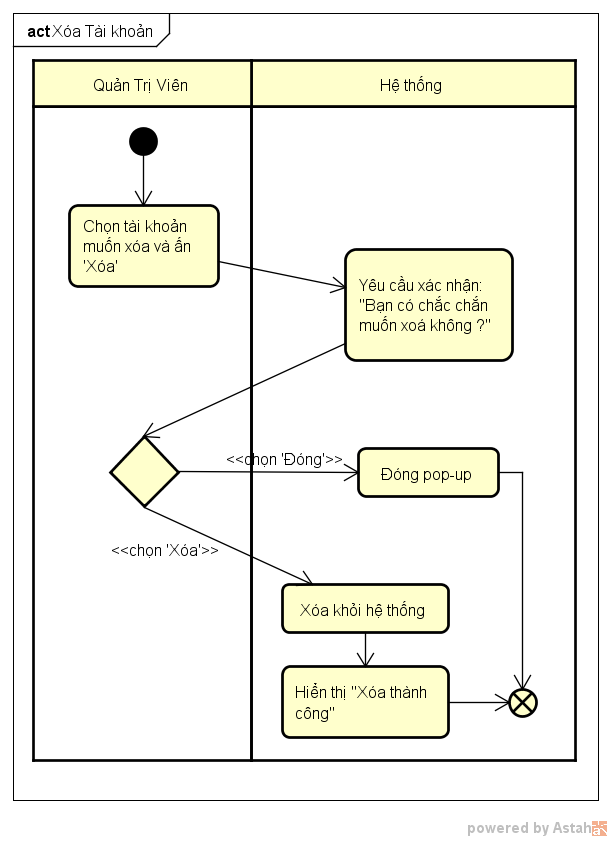 act Xóa Tài khoản
Quản Trị Viên
Hệ thống
Chọn tài khoản
muốn xóa và ấn
'Xóa'
Yêu cầu xác nhận:
"Bạn có chắc chắn
muốn xoá không ?"
<<chọn 'Đóng'>>
Đóng pop-up
<<chọn 'Xóa'>>
Xóa khỏi hệ thống
Hiển thị "Xóa thành
công"
powered by Astah